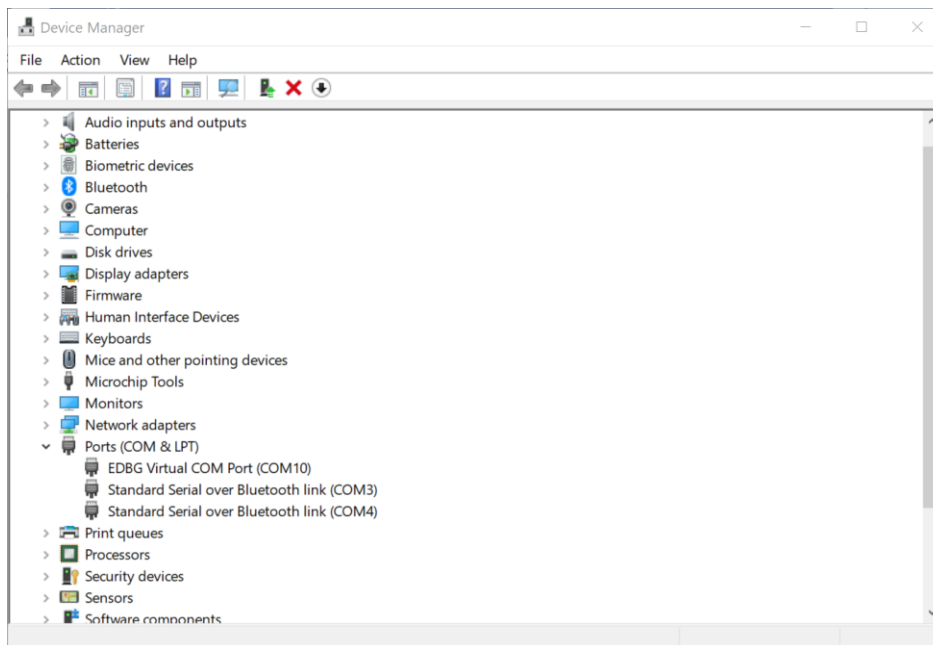 Device Manager
File Action View Help
Audio inputs and outputs
Batteries
Biometric devices
Bluetooth
Cameras
Computer
Disk drives
Display adapters
Firmware
Human Interface Devices
Keyboards
Mice and other pointing devices
Microchip Tools
Monitors
Network adapters
Ports (COM & LPT)
EDBG Virtual COM Port (COM10)
Standard Serial over Bluetooth link (COM3)
Standard Serial over Bluetooth link (COM4)
Print queues
Processors
Security devices
Sensors
Software components